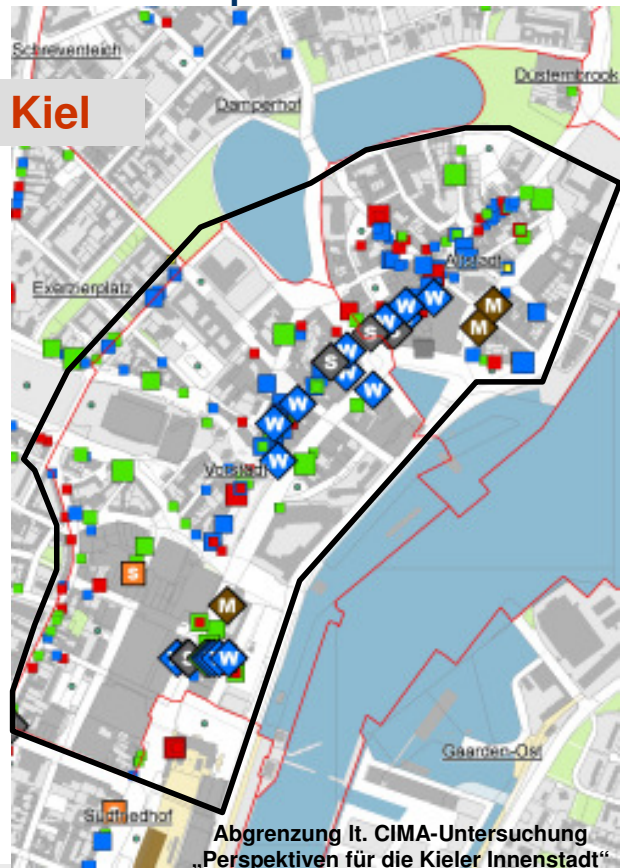 Schreventeich
Düsternbrook
Damperhof
Kiel
Altstadt
Exerzierplatz
M
M
W
W
W
S
W
S
W
W
W
W
Vorstadt
W
S
M
W
Gaarden-Ost
Südfriedhof
Abgrenzung lt. CIMA-Untersuchung
„Perspektiven für die Kieler Innenstadt“